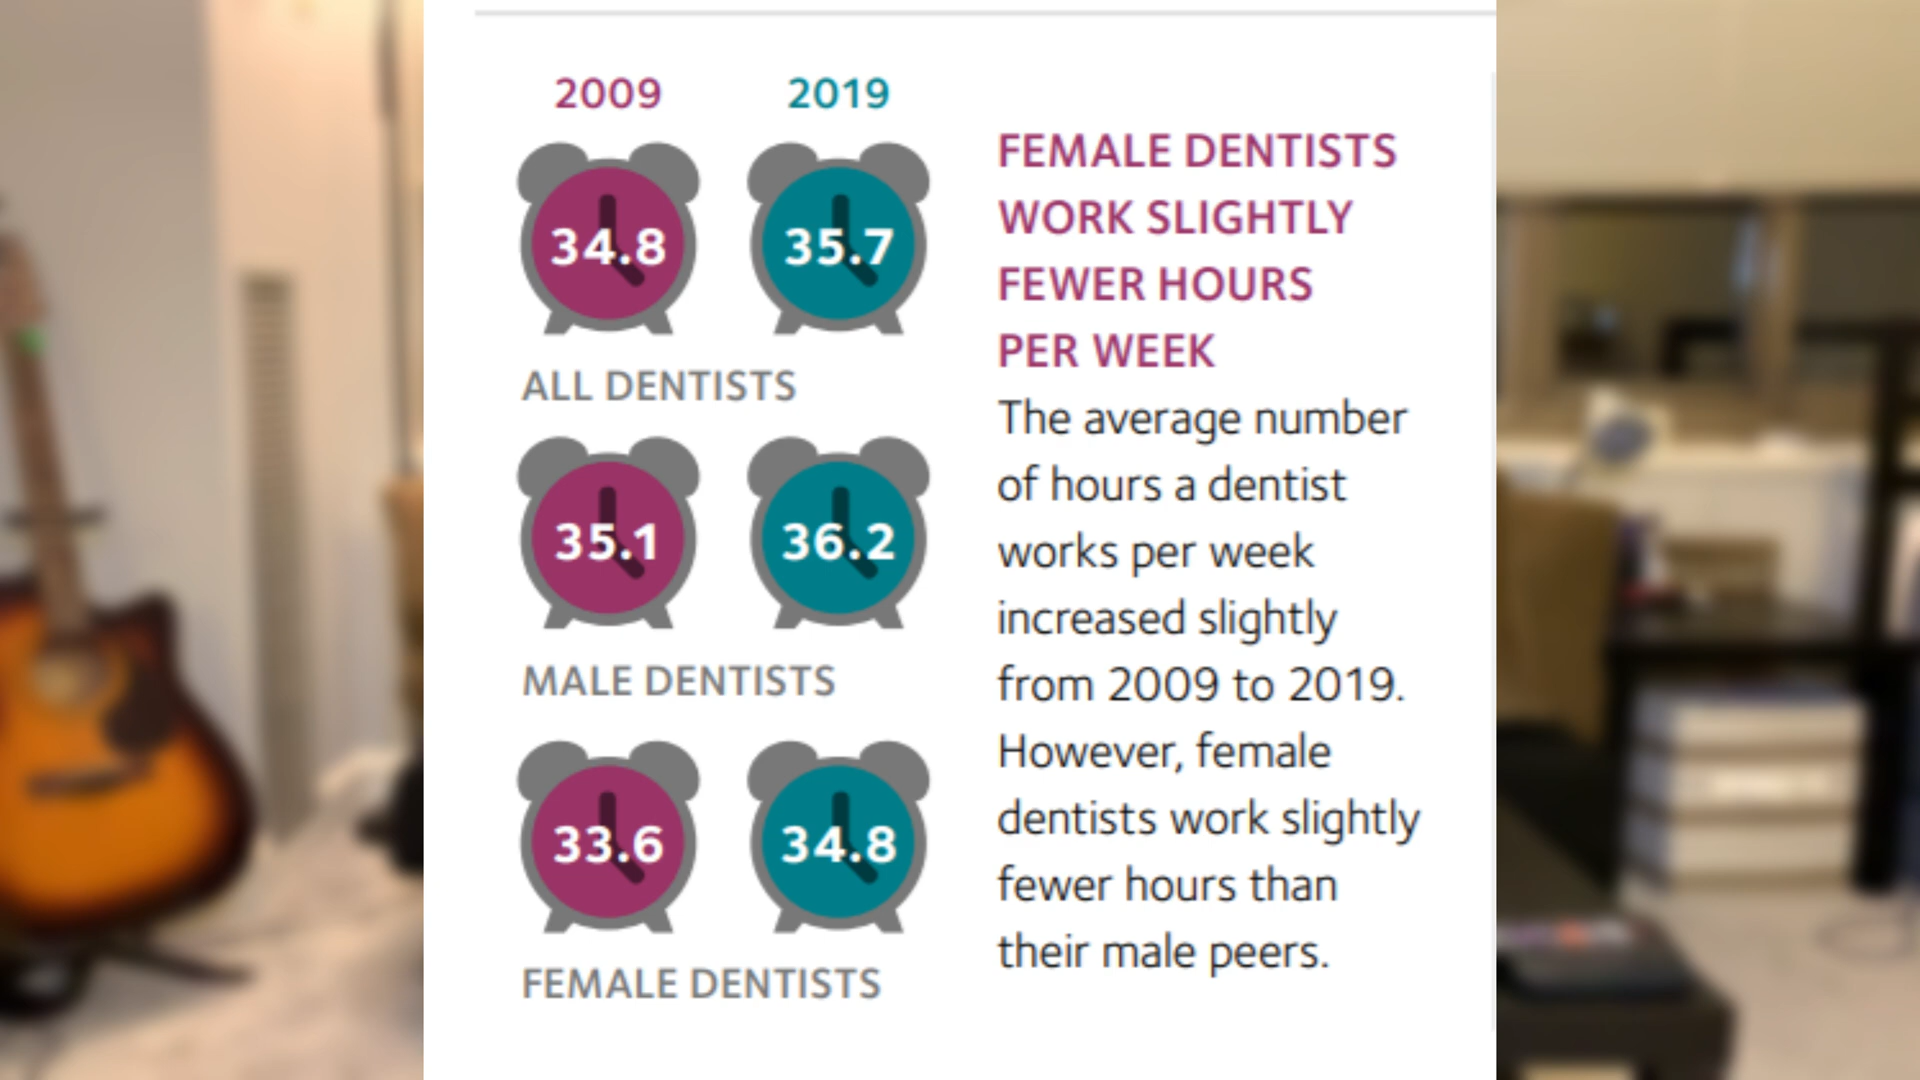 2009 2019
34.8 35.7
ALL DENTISTS
35.1 36.2
MALE DENTISTS
33.6 34.8
FEMALE DENTISTS
FEMALE DENTISTS
WORK SLIGHTLY
FEWER HOURS
PER WEEK
The average number
of hours a dentist
works per week
increased slightly
from 2009 to 2019.
However, female
dentists work slightly
fewer hours than
their male peers.